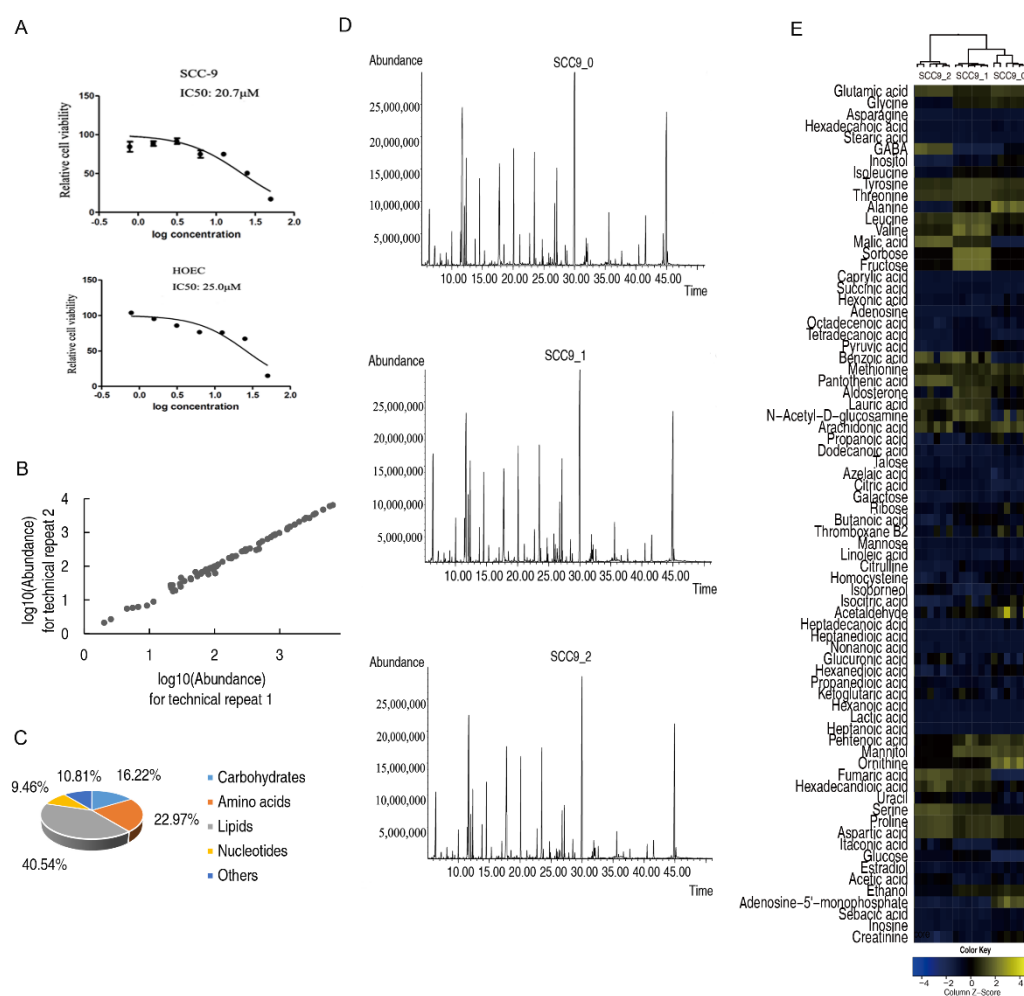 A
SCC-9
IC50: 20.7μM
Relative cell viability
150
100
50
0
-0.5
0.0
0.5
1.0
1.5
2.0
log concentration
HOEC
IC50: 25.0μM
Relative cell viability
150
100
50
0
-0.5
0.0
0.5
1.0
1.5
2.0
log concentration
B
log10(Abundance)
for technical repeat 2
4
3
2
1
0
0
1
2
3
log10(Abundance)
for technical repeat 1
C
9.46%
10.81%
16.22%
22.97%
40.54%
Carbohydrates
Amino acids
Lipids
Nucleotides
Others
D
Abundance
SCC9_0
25,000,000
20,000,000
15,000,000
10,000,000
5,000,000
10.00 15.00 20.00 25.00 30.00 35.00 40.00 45.00
Time
Abundance
SCC9_1
25,000,000
20,000,000
15,000,000
10,000,000
5,000,000
10.00 15.00 20.00 25.00 30.00 35.00 40.00 45.00
Time
Abundance
SCC9_2
25,000,000
20,000,000
15,000,000
10,000,000
5,000,000
10.00 15.00 20.00 25.00 30.00 35.00 40.00 45.00
Time
E
SCC9_2 SCC9_1 SCC9_0
Glutamic acid
Glycine
Asparagine
Hexadecanoic acid
Stearic acid
GABA
Inositol
Isoleucine
Tyrosine
Threonine
Alanine
Leucine
Valine
Malic acid
Sorbose
Fructose
Caprylic acid
Succinic acid
Hexonic acid
Adenosine
Octadecenoic acid
Tetradecanoic acid
Pyruvic acid
Benzoic acid
Methionine
Pantothenic acid
Aldosterone
Lauric acid
N−Acetyl−D−glucosamine
Arachidonic acid
Propanoic acid
Dodecanoic acid
Talose
Azelaic acid
Citric acid
Galactose
Ribose
Butanoic acid
Thromboxane B2
Mannose
Linoleic acid
Citrulline
Homocysteine
Isoborneol
Isocitric acid
Acetaldehyde
Heptadecanoic acid
Heptanedioic acid
Nonanoic acid
Glucuronic acid
Hexanedioic acid
Propanedioic acid
Ketoglutaric acid
Hexanoic acid
Lactic acid
Heptanoic acid
Pentenoic acid
Mannitol
Ornithine
Fumaric acid
Hexadecandioic acid
Uracil
Serine
Proline
Aspartic acid
Itaconic acid
Glucose
Estradiol
Acetic acid
Ethanol
Adenosine−5'−monophosphate
Sebacic acid
Inosine
Creatinine
Color Key
−4 −2 0 2 4
Column Z−Score